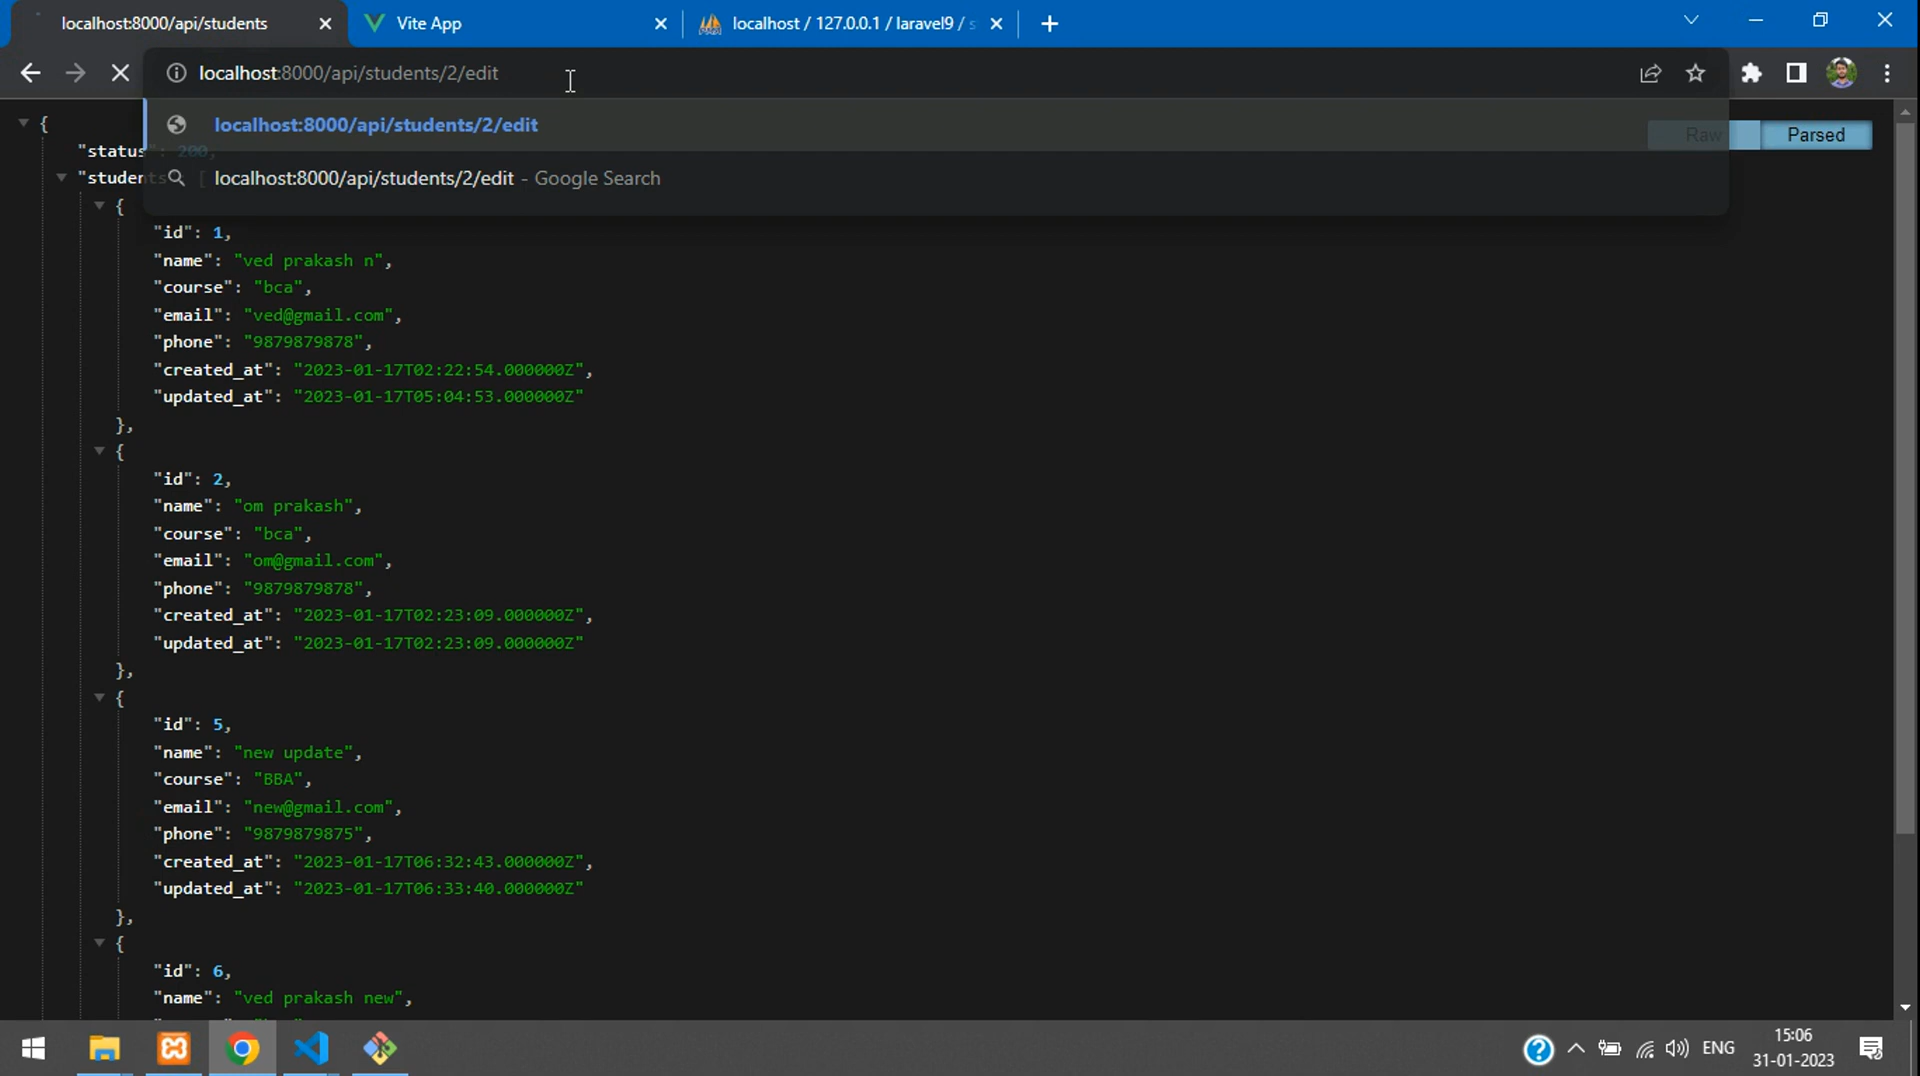 localhost:8000/api/students
Vite App
localhost / 127.0.0.1 / laravel9 / s
localhost:8000/api/students/2/edit
localhost:8000/api/students/2/edit
localhost:8000/api/students/2/edit - Google Search
Raw
Parsed
{
"status": 200,
"students [
{
"id": 1,
"name": "ved prakash n",
"course": "bca",
"email": "ved@gmail.com",
"phone": "9879879878",
"created_at": "2023-01-17T02:22:54.000000Z",
"updated_at": "2023-01-17T05:04:53.000000Z"
},
{
"id": 2,
"name": "om prakash",
"course": "bca",
"email": "om@gmail.com",
"phone": "9879879878",
"created_at": "2023-01-17T02:23:09.000000Z",
"updated_at": "2023-01-17T02:23:09.000000Z"
},
{
"id": 5,
"name": "new update",
"course": "BBA",
"email": "new@gmail.com",
"phone": "9879879875",
"created_at": "2023-01-17T06:32:43.000000Z",
"updated_at": "2023-01-17T06:33:40.000000Z"
},
{
"id": 6,
"name": "ved prakash new",
ENG
15:06
31-01-2023